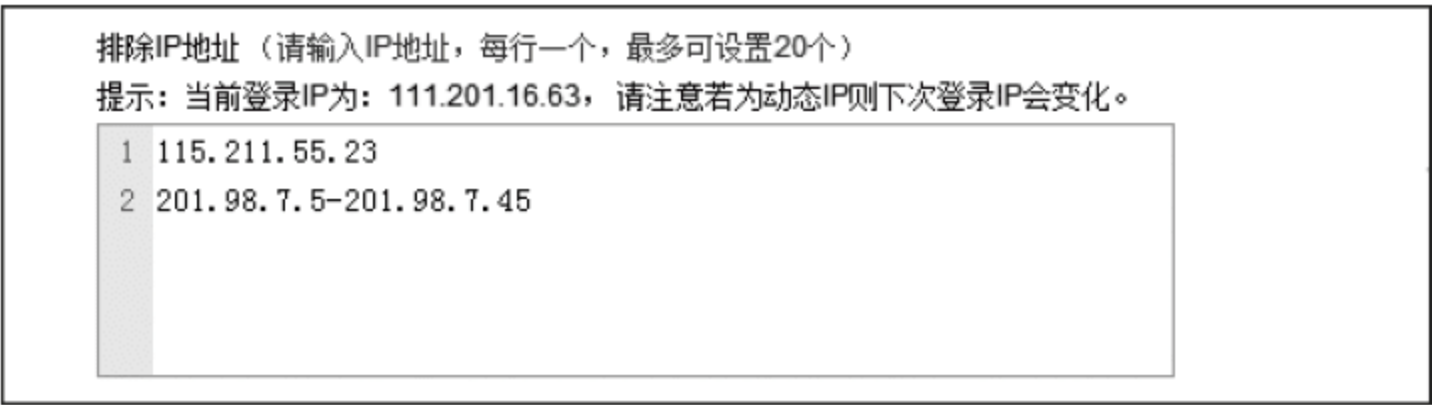 排除IP地址（请输入IP地址，每行一个，最多可设置20个）
提示：当前登录IP为：111.201.16.63，请注意若为动态IP则下次登录IP会变化。
1 115.211.55.23
2 201.98.7.5-201.98.7.45